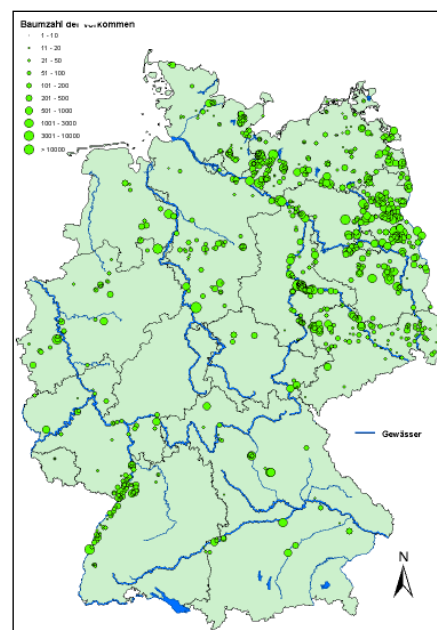 Baumzahl der Vorkommen
1 - 10
11 - 20
21 - 50
51 - 100
101 - 200
201 - 500
501 - 1000
1001 - 3000
3001 - 10000
> 10000
Gewässer
N